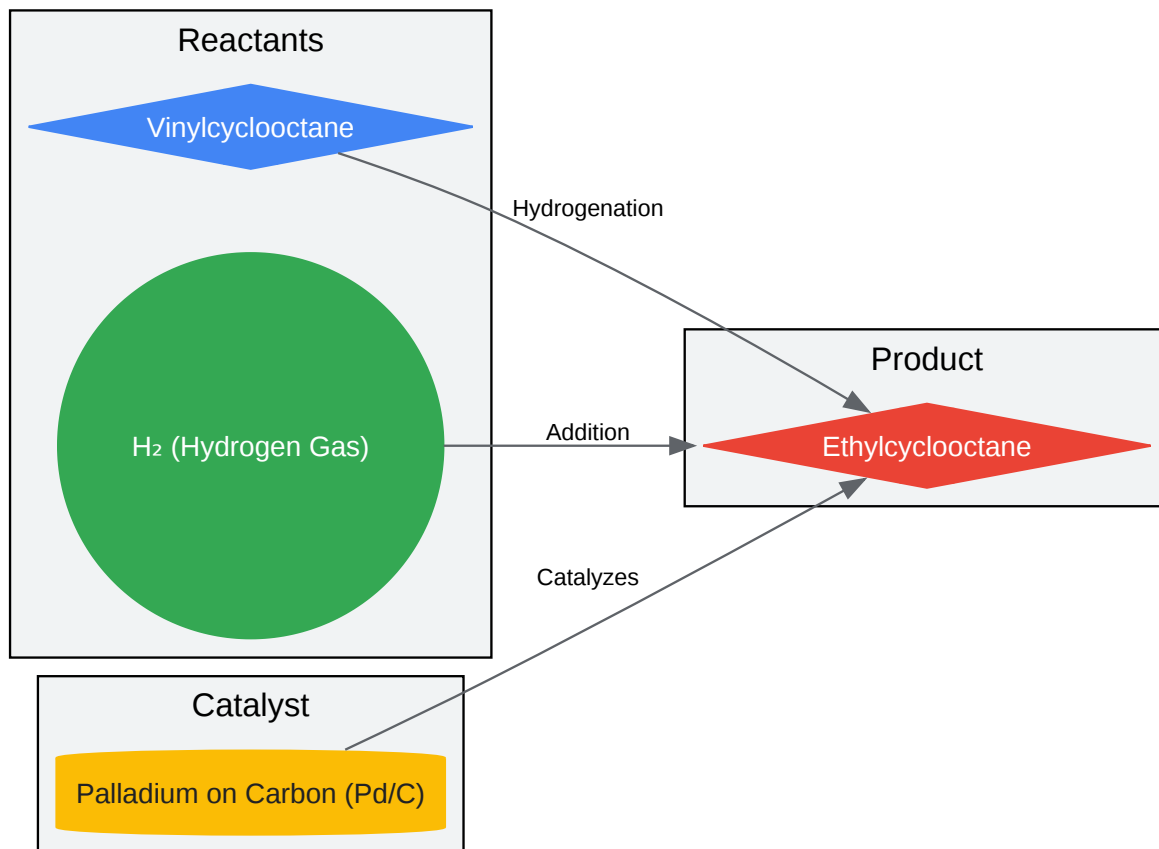 Reactants
Vinylcyclooctane
Hydrogenation
H₂ (Hydrogen Gas)
Addition
Product
Ethylcyclooctane
Catalyzes
Catalyst
Palladium on Carbon (Pd/C)